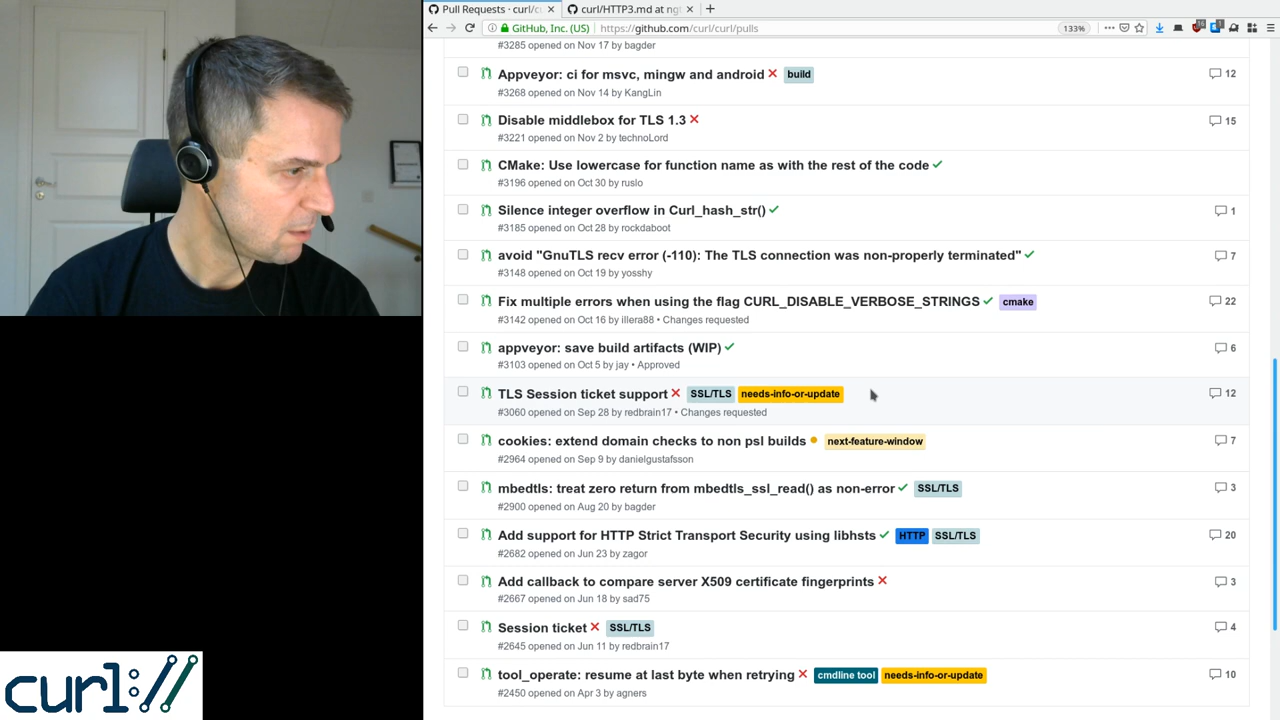 Pull Requests · curl/cu
curl/HTTP3.md at ngt
GitHub, Inc. (US)
https://github.com/curl/curl/pulls
133%
#3285 opened on Nov 17 by bagder
Appveyor: ci for msvc, mingw and android build 12
#3268 opened on Nov 14 by KangLin
Disable middlebox for TLS 1.3 15
#3221 opened on Nov 2 by technoLord
CMake: Use lowercase for function name as with the rest of the code
#3196 opened on Oct 30 by ruslo
Silence integer overflow in Curl_hash_str() 1
#3185 opened on Oct 28 by rockdaboot
avoid "GnuTLS recv error (-110): The TLS connection was non-properly terminated" 7
#3148 opened on Oct 19 by yosshy
Fix multiple errors when using the flag CURL_DISABLE_VERBOSE_STRINGS cmake 22
#3142 opened on Oct 16 by illera88 • Changes requested
appveyor: save build artifacts (WIP) 6
#3103 opened on Oct 5 by jay • Approved
TLS Session ticket support SSL/TLS needs-info-or-update 12
#3060 opened on Sep 28 by redbrain17 • Changes requested
cookies: extend domain checks to non psl builds next-feature-window 7
#2964 opened on Sep 9 by danielgustafsson
mbedtls: treat zero return from mbedtls_ssl_read() as non-error SSL/TLS 3
#2900 opened on Aug 20 by bagder
Add support for HTTP Strict Transport Security using libhsts HTTP SSL/TLS 20
#2682 opened on Jun 23 by zagor
Add callback to compare server X509 certificate fingerprints 3
#2667 opened on Jun 18 by sad75
Session ticket SSL/TLS 4
#2645 opened on Jun 11 by redbrain17
tool_operate: resume at last byte when retrying cmdline tool needs-info-or-update 10
#2450 opened on Apr 3 by agners
curl://